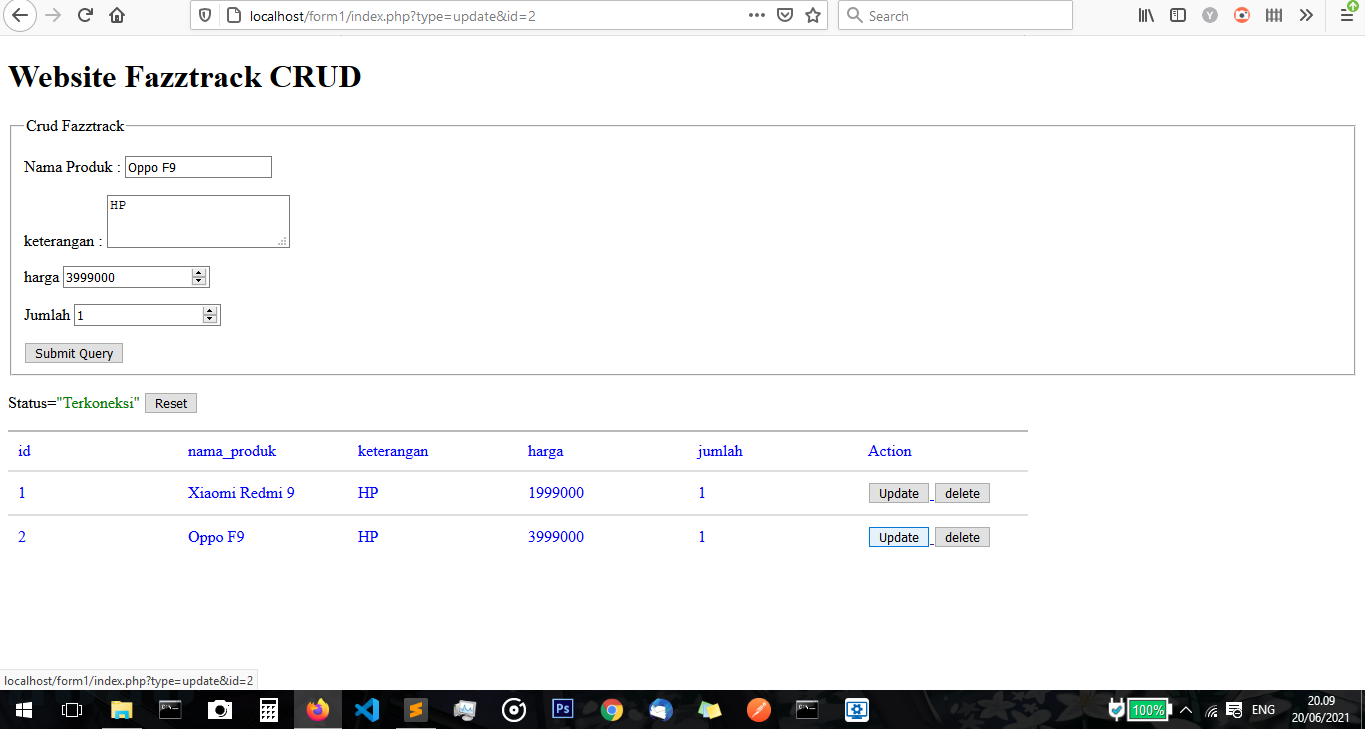 localhost/form1/index.php?type=update&id=2
Search
Website Fazztrack CRUD
Crud Fazztrack
Nama Produk : Oppo F9
HP
keterangan :
harga 3999000
Jumlah 1
Submit Query
Status="Terkoneksi" Reset
id nama_produk keterangan harga jumlah Action
1 Xiaomi Redmi 9 HP 1999000 1 Update delete
2 Oppo F9 HP 3999000 1 Update delete
localhost/form1/index.php?type=update&id=2
Ps
100% ENG
20.09
20/06/2021